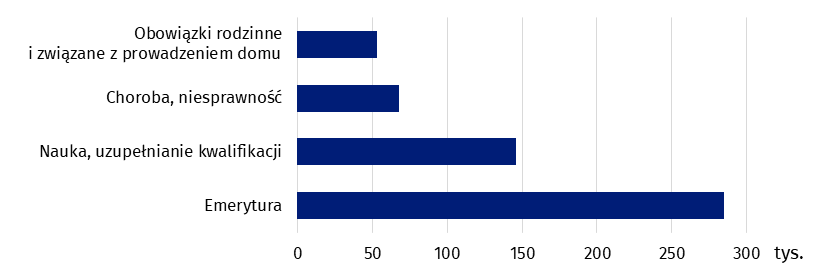 Obowiązki rodzinne
i związane z prowadzeniem domu
Choroba, niesprawność
Nauka, uzupełnianie kwalifikacji
Emerytura
0 50 100 150 200 250 300 tys.